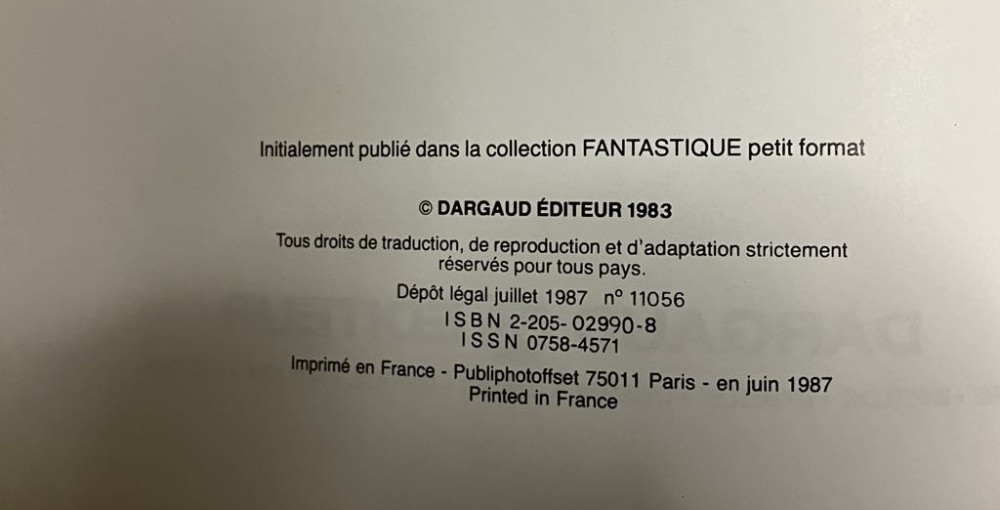 Initialement publié dans la collection FANTASTIQUE petit format
© DARGAUD ÉDITEUR 1983
Tous droits de traduction, de reproduction et d'adaptation strictement
réservés pour tous pays.
Dépôt légal juillet 1987 nº 11056
ISBN 2-205-02990-8
ISSN 0758-4571
Imprimé en France - Publiphotoffset 75011 Paris - en juin 1987
Printed in France